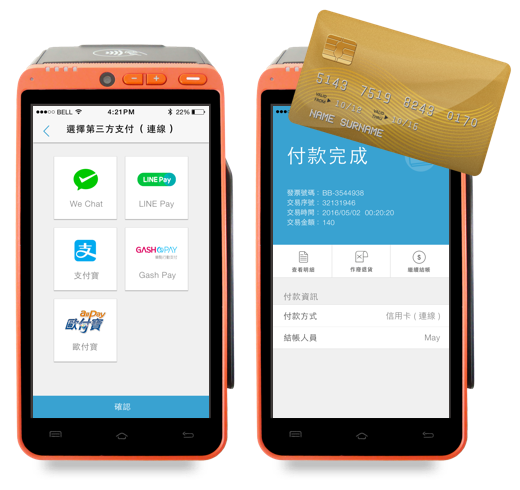 BELL
4:21PM
22%
選擇第三方支付（連線）
We Chat
LINE Pay
LINE Pay
支付寶
GASH PAY
Gash Pay
歐付寶
歐付寶
確認
5143 7519 8243 0170
VALID FROM
10/12
10/15
NAME SURNAME
付款完成
發票號碼：BB-3544938
交易序號：32131946
交易時間：2016/05/02 00:20:20
交易金額：140
查看明細
作廢退貨
繼續結帳
付款資訊
付款方式
信用卡（連線）
結帳人員
May